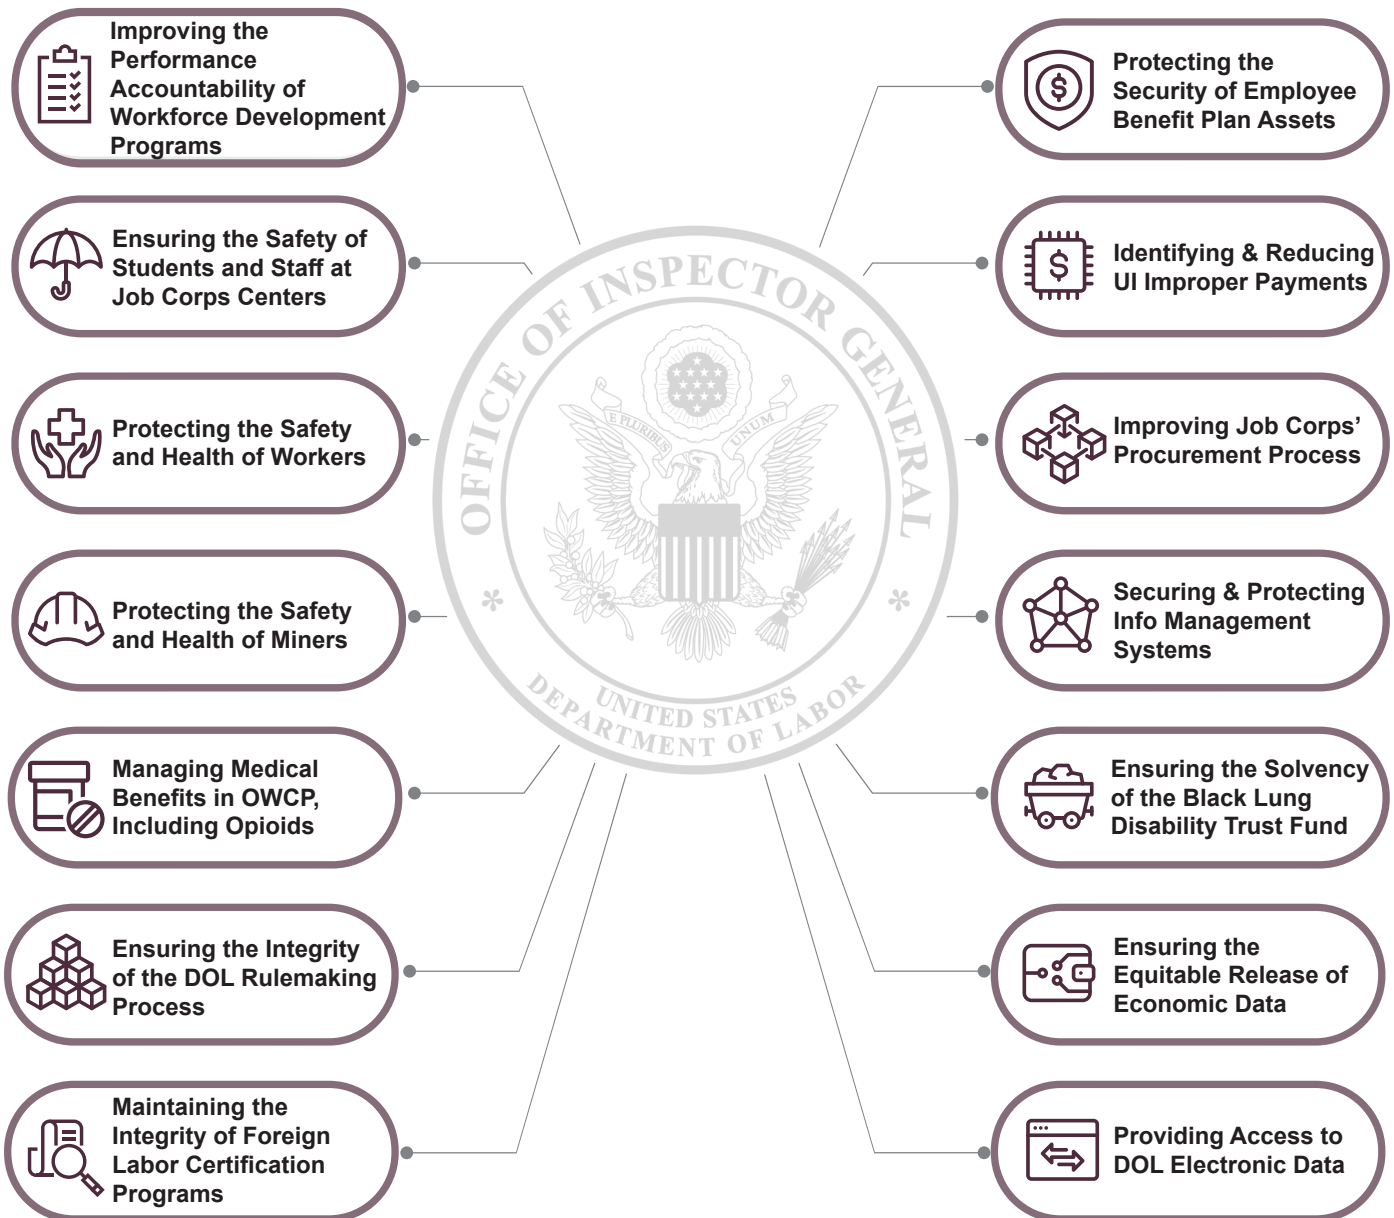 Improving the
Performance
Accountability of
Workforce Development
Programs
Ensuring the Safety of
Students and Staff at
Job Corps Centers
Protecting the Safety
and Health of Workers
Protecting the Safety
and Health of Miners
Managing Medical
Benefits in OWCP,
Including Opioids
Ensuring the Integrity
of the DOL Rulemaking
Process
Maintaining the
Integrity of Foreign
Labor Certification
Programs
OFFICE OF INSPECTOR GENERAL
E PLURIBUS UNUM
UNITED STATES
DEPARTMENT OF LABOR
Protecting the
Security of Employee
Benefit Plan Assets
Identifying & Reducing
UI Improper Payments
Improving Job Corps’
Procurement Process
Securing & Protecting
Info Management
Systems
Ensuring the Solvency
of the Black Lung
Disability Trust Fund
Ensuring the
Equitable Release of
Economic Data
Providing Access to
DOL Electronic Data